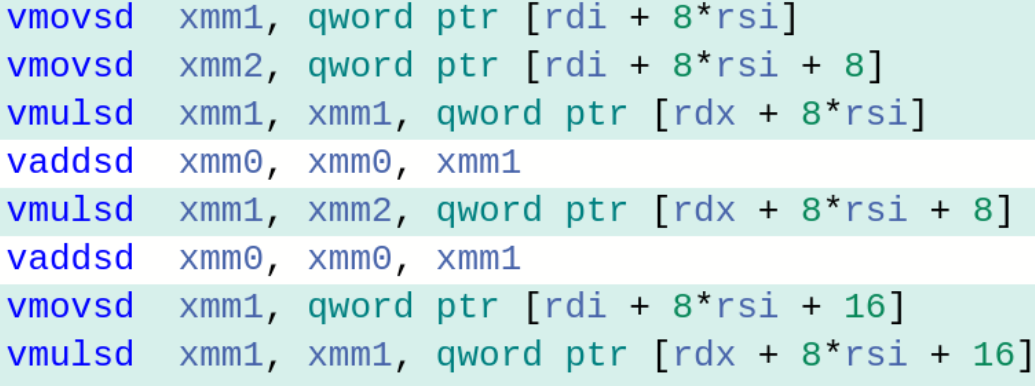 vmovsd  xmm1, qword ptr [rdi + 8*rsi]
vmovsd  xmm2, qword ptr [rdi + 8*rsi + 8]
vmulsd  xmm1, xmm1, qword ptr [rdx + 8*rsi]
vaddsd  xmm0, xmm0, xmm1
vmulsd  xmm1, xmm2, qword ptr [rdx + 8*rsi + 8]
vaddsd  xmm0, xmm0, xmm1
vmovsd  xmm1, qword ptr [rdi + 8*rsi + 16]
vmulsd  xmm1, xmm1, qword ptr [rdx + 8*rsi + 16]